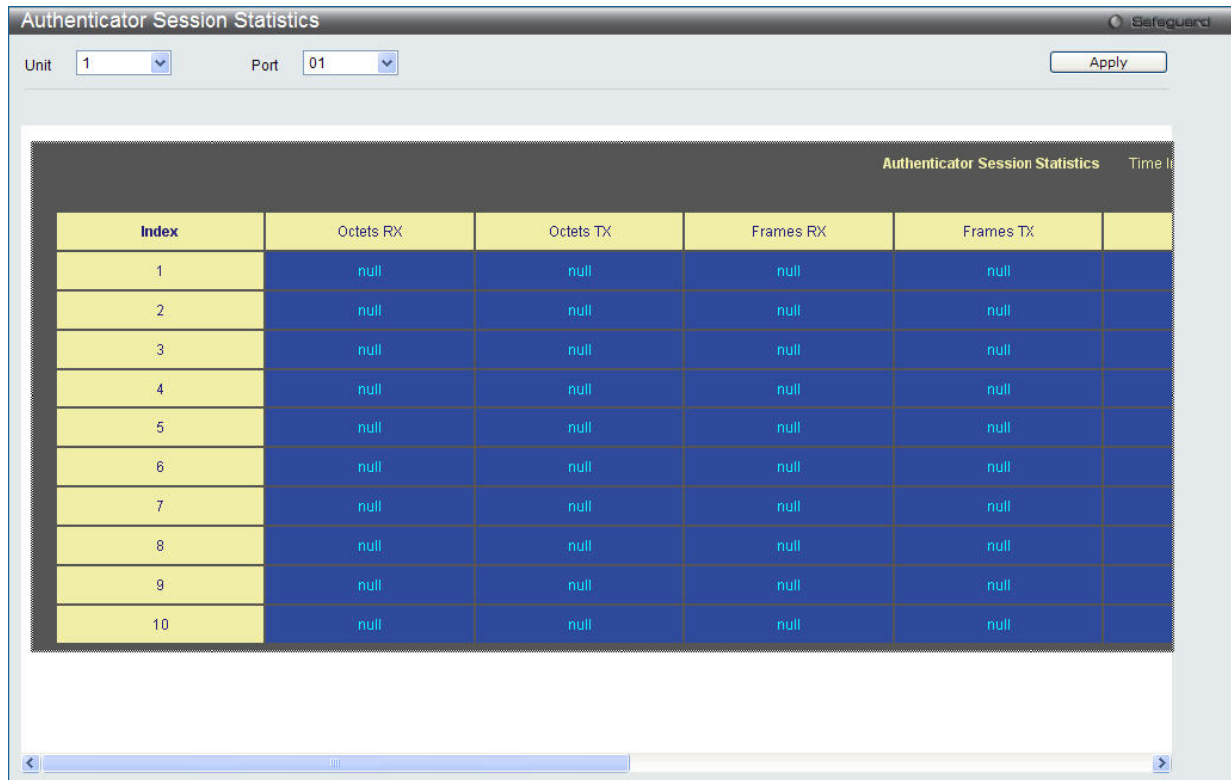 Authenticator Session Statistics
Safeguard
Unit 1 Port 01 Apply
Authenticator Session Statistics Time
Index Octets RX Octets TX Frames RX Frames TX
1 null null null null
2 null null null null
3 null null null null
4 null null null null
5 null null null null
6 null null null null
7 null null null null
8 null null null null
9 null null null null
10 null null null null